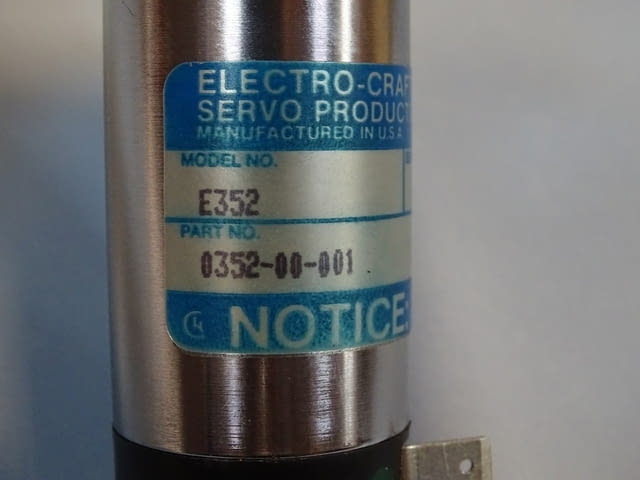 ELECTRO-CRAF
SERVO PRODUCT
MANUFACTURED IN U.S.A
MODEL NO.
E352
PART NO.
0352-00-001
NOTICE: